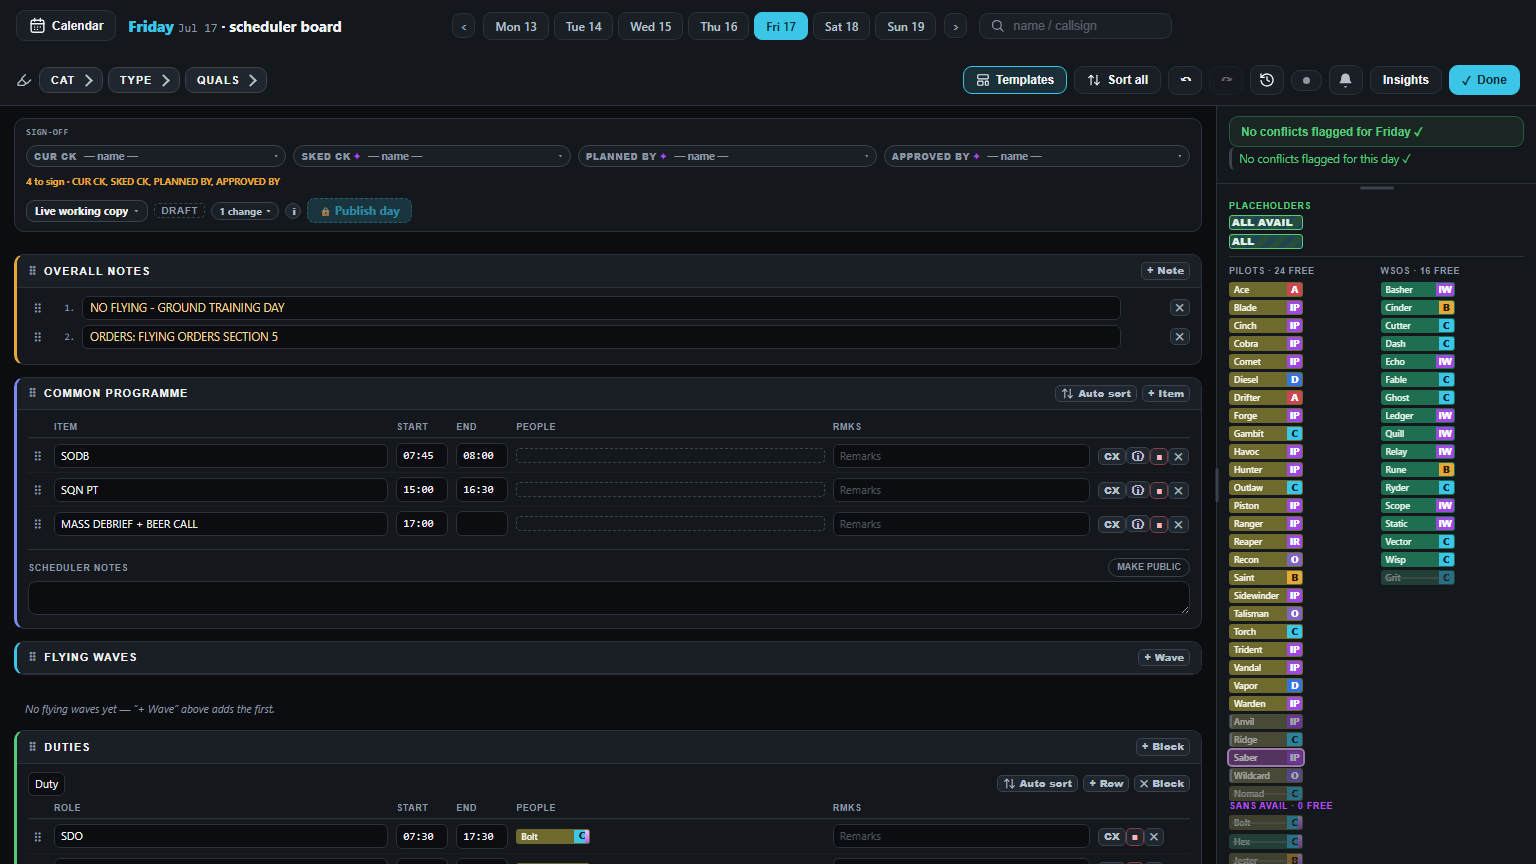 Calendar
Friday Jul 17 · scheduler board
Mon 13
Tue 14
Wed 15
Thu 16
Fri 17
Sat 18
Sun 19
name / callsign
CAT
TYPE
QUALS
Templates
Sort all
Insights
✓ Done
SIGN-OFF
CUR CK — name —
SKED CK — name —
PLANNED BY — name —
APPROVED BY — name —
4 to sign · CUR CK, SKED CK, PLANNED BY, APPROVED BY
Live working copy
DRAFT
1 change
i
Publish day
OVERALL NOTES
+ Note
1. NO FLYING - GROUND TRAINING DAY
2. ORDERS: FLYING ORDERS SECTION 5
COMMON PROGRAMME
Auto sort
+ Item
ITEM START END PEOPLE RMKS
SODB 07:45 08:00 Remarks CX
SQN PT 15:00 16:30 Remarks CX
MASS DEBRIEF + BEER CALL 17:00 Remarks CX
SCHEDULER NOTES
MAKE PUBLIC
FLYING WAVES
+ Wave
No flying waves yet — "+ Wave" above adds the first.
DUTIES
+ Block
Duty
Auto sort
+ Row
✕ Block
ROLE START END PEOPLE RMKS
SDO 07:30 17:30 Bolt C Remarks CX
No conflicts flagged for Friday ✓
No conflicts flagged for this day ✓
PLACEHOLDERS
ALL AVAIL
ALL
PILOTS · 24 FREE
Ace A
Blade IP
Cinch IP
Cobra IP
Comet IP
Diesel D
Drifter A
Forge IP
Gambit C
Havoc IP
Hunter IP
Outlaw C
Piston IP
Ranger IP
Reaper IR
Recon O
Saint B
Sidewinder IP
Talisman O
Torch C
Trident IP
Vandal IP
Vapor D
Warden IP
Anvil IP
Ridge C
Saber IP
Wildcard O
Nomad C
WSOS · 16 FREE
Basher IW
Cinder B
Cutter C
Dash C
Echo IW
Fable C
Ghost C
Ledger IW
Quill IW
Relay IW
Rune B
Ryder C
Scope IW
Static IW
Vector C
Wisp C
Grit C
SANS AVAIL · 0 FREE
Bolt C
Hex C
Jester B